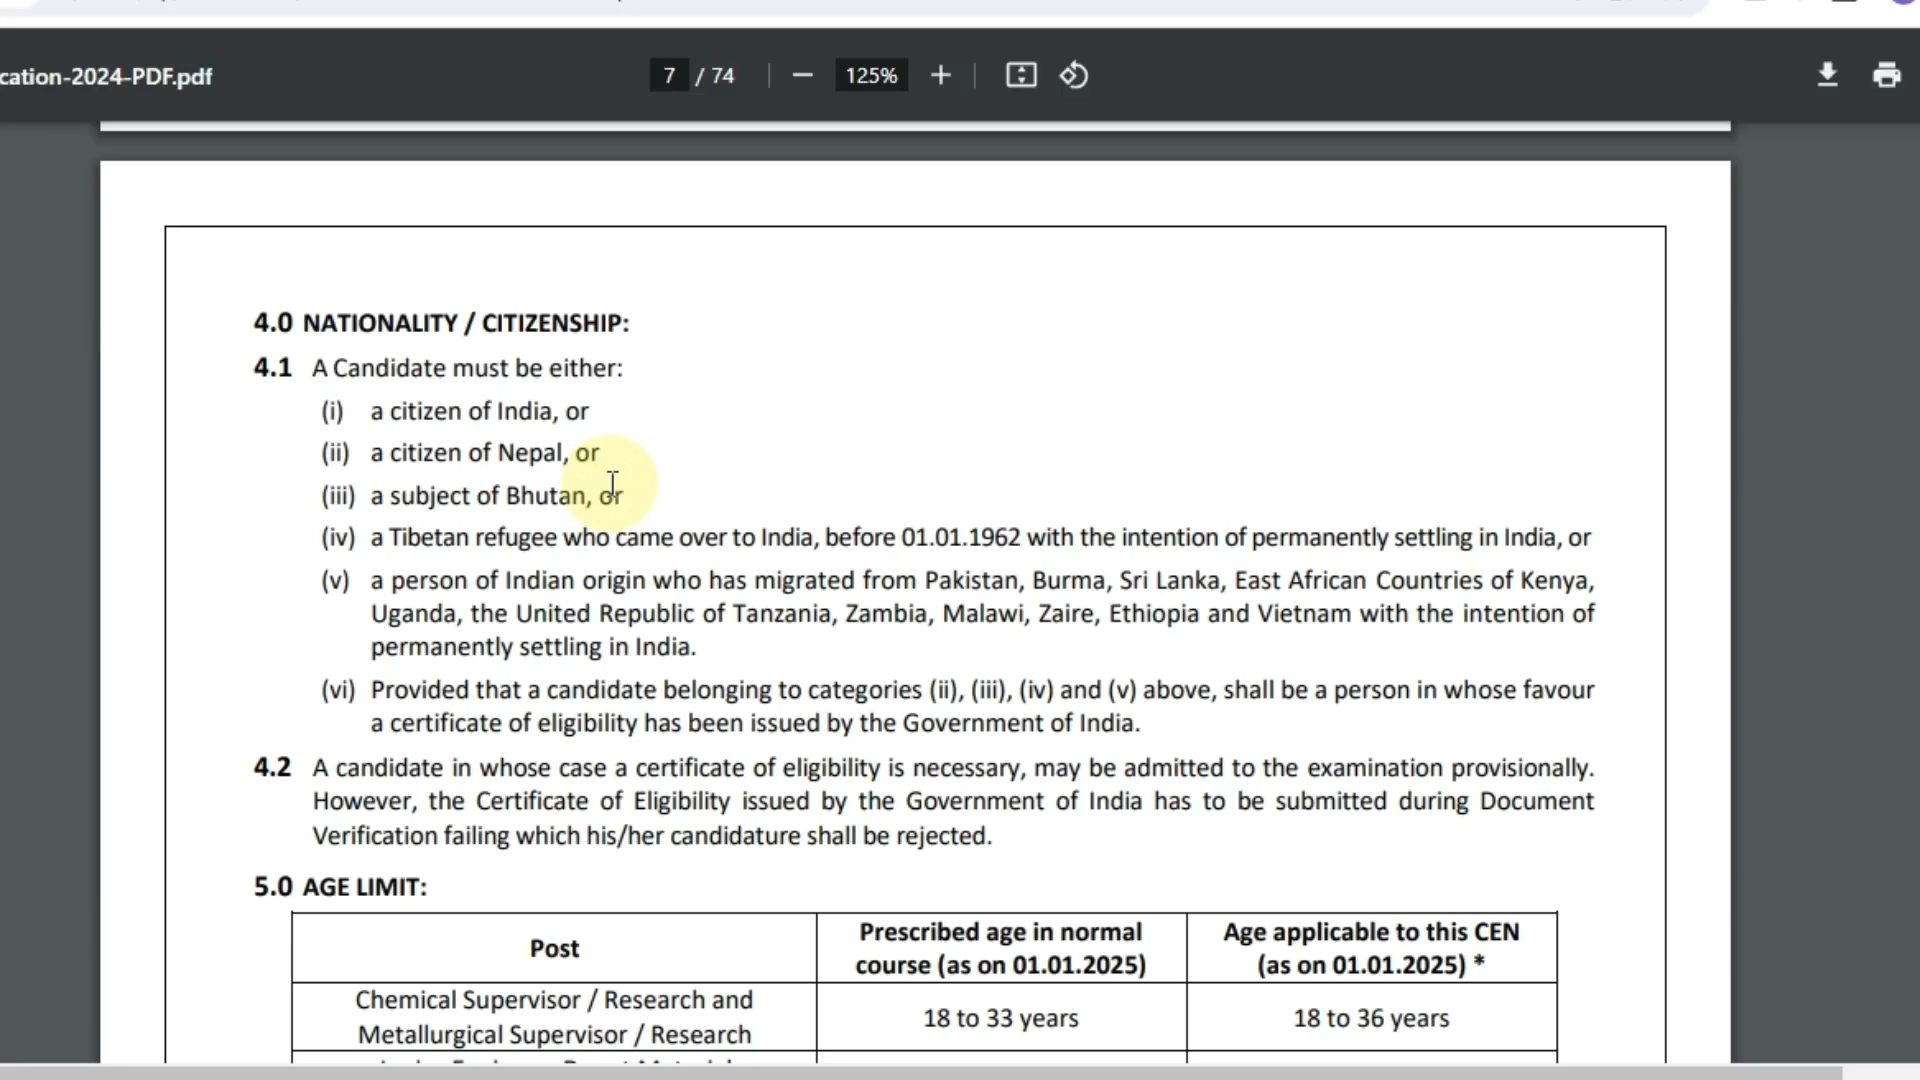 cation-2024-PDF.pdf
7 / 74
125%
4.0 NATIONALITY / CITIZENSHIP:
4.1 A Candidate must be either:
(i) a citizen of India, or
(ii) a citizen of Nepal, or
(iii) a subject of Bhutan, or
(iv) a Tibetan refugee who came over to India, before 01.01.1962 with the intention of permanently settling in India, or
(v) a person of Indian origin who has migrated from Pakistan, Burma, Sri Lanka, East African Countries of Kenya,
Uganda, the United Republic of Tanzania, Zambia, Malawi, Zaire, Ethiopia and Vietnam with the intention of
permanently settling in India.
(vi) Provided that a candidate belonging to categories (ii), (iii), (iv) and (v) above, shall be a person in whose favour
a certificate of eligibility has been issued by the Government of India.
4.2 A candidate in whose case a certificate of eligibility is necessary, may be admitted to the examination provisionally.
However, the Certificate of Eligibility issued by the Government of India has to be submitted during Document
Verification failing which his/her candidature shall be rejected.
5.0 AGE LIMIT:
Post
Prescribed age in normal
course (as on 01.01.2025)
Age applicable to this CEN
(as on 01.01.2025) *
Chemical Supervisor / Research and
Metallurgical Supervisor / Research
18 to 33 years
18 to 36 years